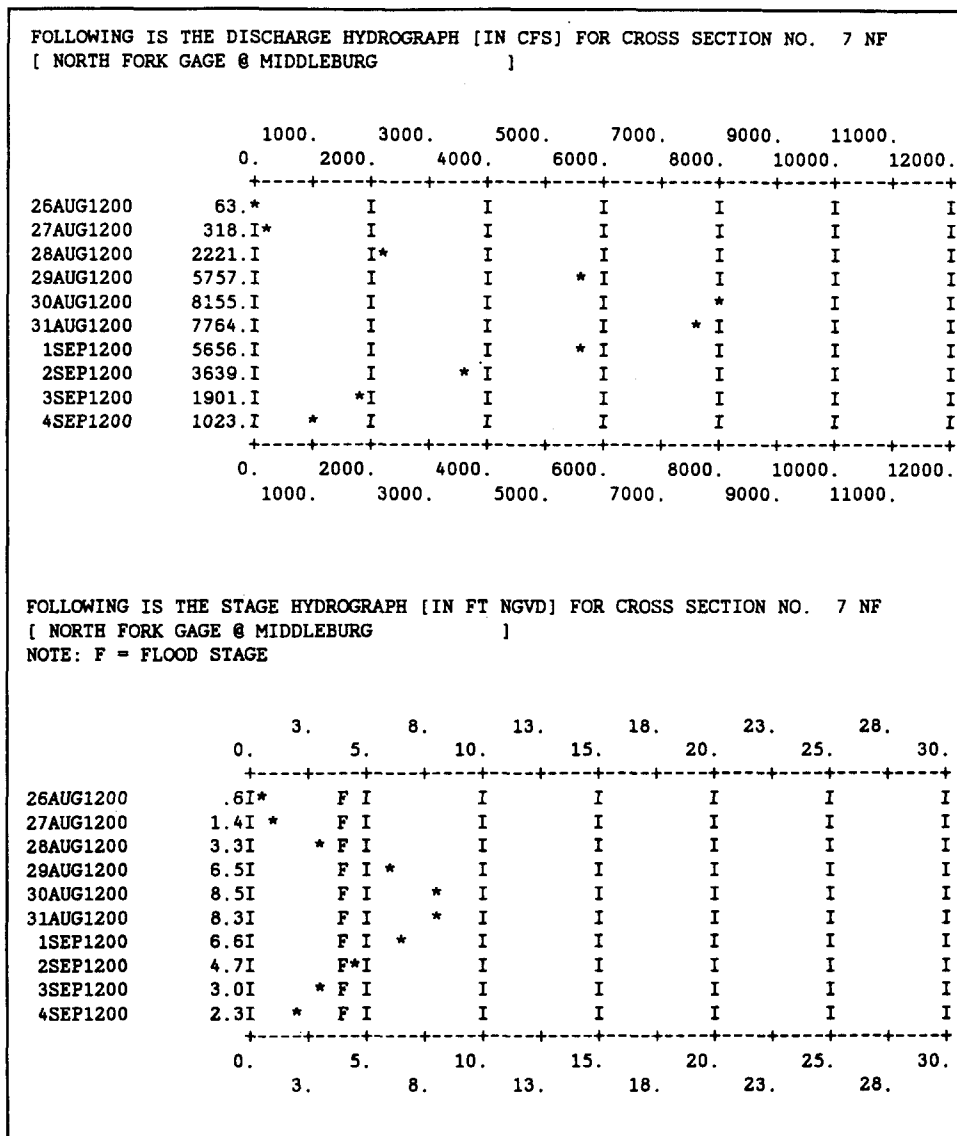 FOLLOWING IS THE DISCHARGE HYDROGRAPH [IN CFS] FOR CROSS SECTION NO.  7 NF
[ NORTH FORK GAGE @ MIDDLEBURG             ]
1000.    3000.    5000.    7000.    9000.    11000.
0.    2000.    4000.    6000.    8000.    10000.    12000.
+----+----+----+----+----+----+----+----+----+----+----+----+
26AUG1200       63.*         I         I         I         I         I         I
27AUG1200      318.I*        I         I         I         I         I         I
28AUG1200     2221.I         I*        I         I         I         I         I
29AUG1200     5757.I         I         I       * I         I         I         I
30AUG1200     8155.I         I         I         I         *         I         I
31AUG1200     7764.I         I         I         I       * I         I         I
1SEP1200     5656.I         I         I       * I         I         I         I
2SEP1200     3639.I         I       * I         I         I         I         I
3SEP1200     1901.I        *I         I         I         I         I         I
4SEP1200     1023.I    *    I         I         I         I         I         I
+----+----+----+----+----+----+----+----+----+----+----+----+
0.    2000.    4000.    6000.    8000.    10000.    12000.
1000.    3000.    5000.    7000.    9000.    11000.
FOLLOWING IS THE STAGE HYDROGRAPH [IN FT NGVD] FOR CROSS SECTION NO.  7 NF
[ NORTH FORK GAGE @ MIDDLEBURG             ]
NOTE: F = FLOOD STAGE
3.    8.    13.    18.    23.    28.
0.    5.    10.    15.    20.    25.    30.
+----+----+----+----+----+----+----+----+----+----+----+----+
26AUG1200       .6I*      F I         I         I         I         I         I
27AUG1200      1.4I *     F I         I         I         I         I         I
28AUG1200      3.3I     * F I         I         I         I         I         I
29AUG1200      6.5I       F I *       I         I         I         I         I
30AUG1200      8.5I       F I     *   I         I         I         I         I
31AUG1200      8.3I       F I     *   I         I         I         I         I
1SEP1200      6.6I       F I  *      I         I         I         I         I
2SEP1200      4.7I       F*I         I         I         I         I         I
3SEP1200      3.0I     * F I         I         I         I         I         I
4SEP1200      2.3I   *   F I         I         I         I         I         I
+----+----+----+----+----+----+----+----+----+----+----+----+
0.    5.    10.    15.    20.    25.    30.
3.    8.    13.    18.    23.    28.